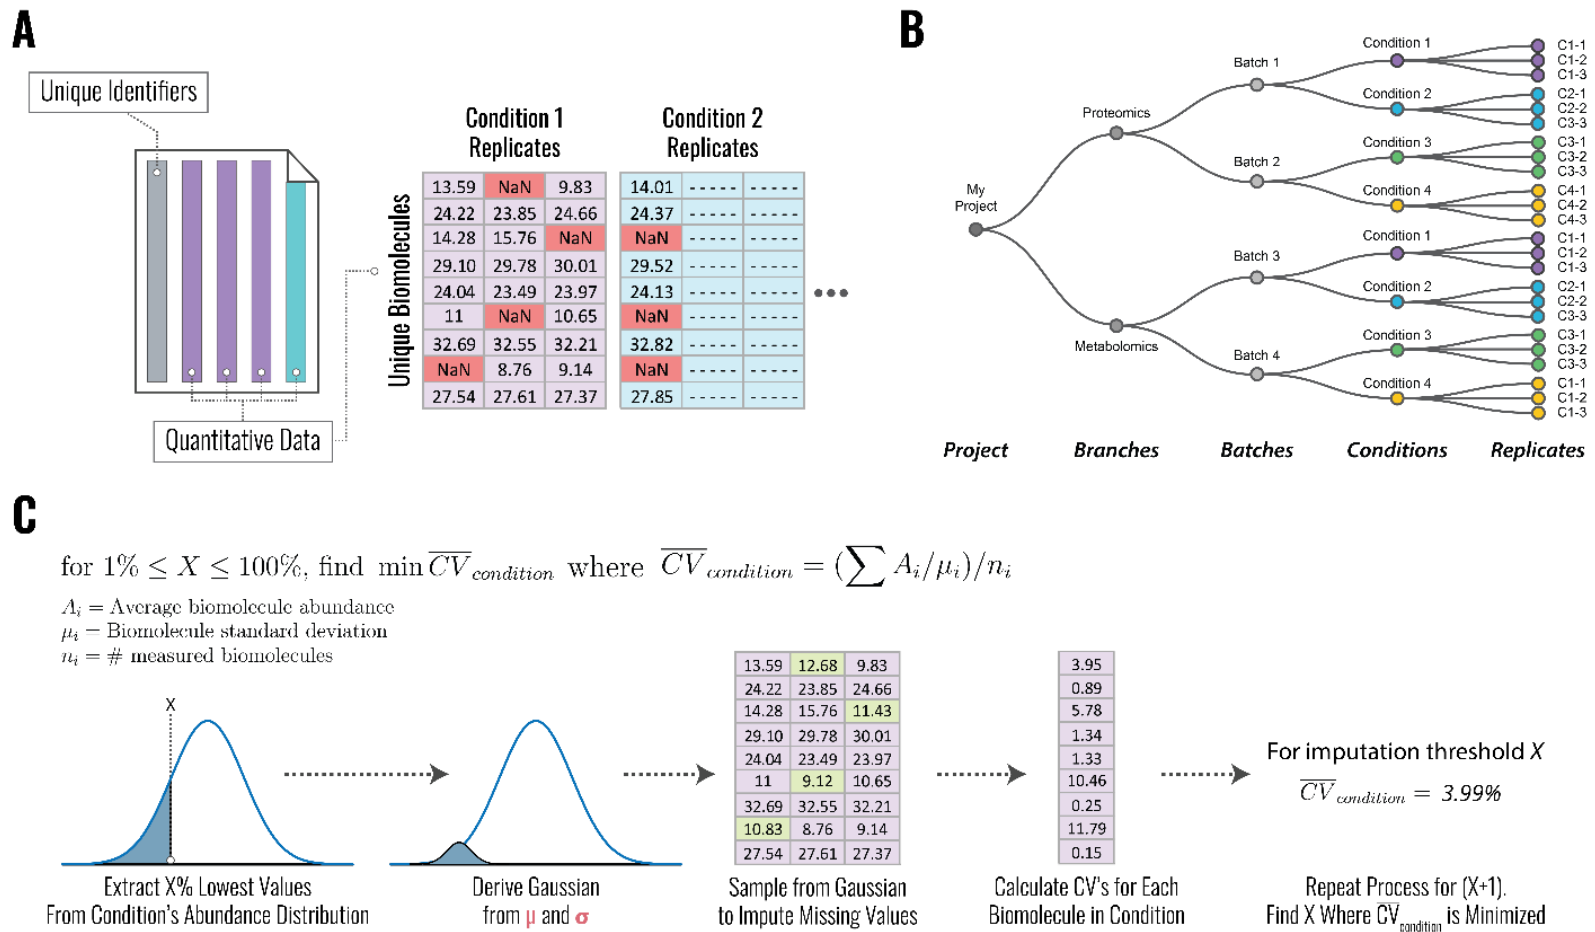 A
Unique Identifiers
Quantitative Data
Condition 1
Replicates
Condition 2
Replicates
Unique Biomolecules
13.59 NaN 9.83 14.01 ----- -----
24.22 23.85 24.66 24.37 ----- -----
14.28 15.76 NaN NaN ----- -----
29.10 29.78 30.01 29.52 ----- -----
24.04 23.49 23.97 24.13 ----- -----
11 NaN 10.65 NaN ----- -----
32.69 32.55 32.21 32.82 ----- -----
NaN 8.76 9.14 NaN ----- -----
27.54 27.61 27.37 27.85 ----- -----
B
My
Project
Proteomics
Metabolomics
Batch 1
Batch 2
Batch 3
Batch 4
Condition 1
Condition 2
Condition 3
Condition 4
Condition 1
Condition 2
Condition 3
Condition 4
C1-1
C1-2
C1-3
C2-1
C2-2
C3-3
C3-1
C3-2
C3-3
C4-1
C4-2
C4-3
C1-1
C1-2
C1-3
C2-1
C2-2
C3-3
C3-1
C3-2
C3-3
C1-1
C1-2
C1-3
Project Branches Batches Conditions Replicates
C
for 1% ≤ X ≤ 100%, find min C̅V̅condition where C̅V̅condition = (∑ Ai/μi)/ni
Ai = Average biomolecule abundance
μi = Biomolecule standard deviation
ni = # measured biomolecules
X
Extract X% Lowest Values
From Condition's Abundance Distribution
Derive Gaussian
from μ and σ
13.59 12.68 9.83
24.22 23.85 24.66
14.28 15.76 11.43
29.10 29.78 30.01
24.04 23.49 23.97
11 9.12 10.65
32.69 32.55 32.21
10.83 8.76 9.14
27.54 27.61 27.37
Sample from Gaussian
to Impute Missing Values
3.95
0.89
5.78
1.34
1.33
10.46
0.25
11.79
0.15
Calculate CV's for Each
Biomolecule in Condition
For imputation threshold X
C̅V̅condition = 3.99%
Repeat Process for (X+1).
Find X Where C̅V̅condition is Minimized